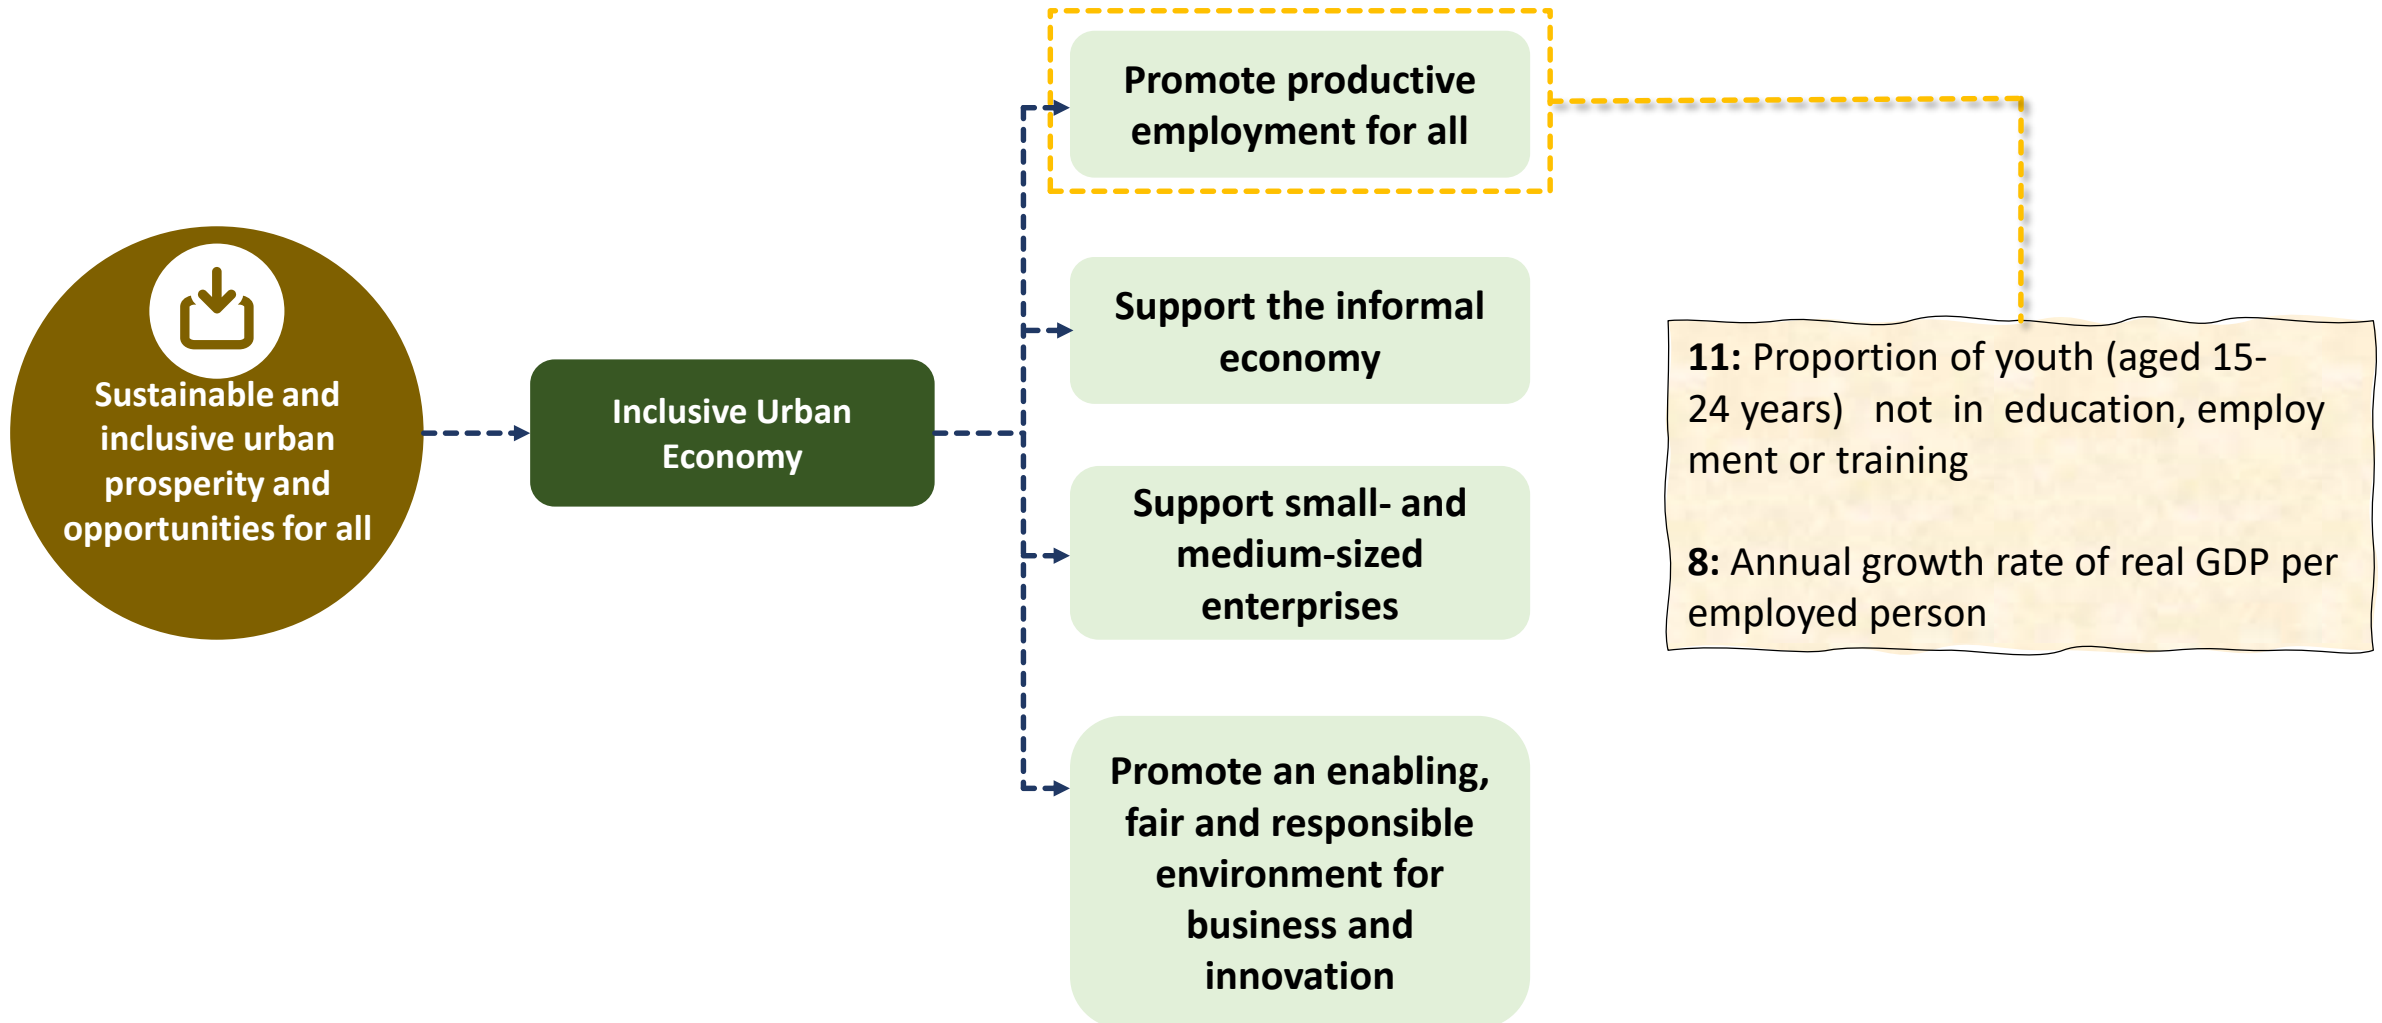 Sustainable and
inclusive urban
prosperity and
opportunities for all
Inclusive Urban
Economy
Promote productive
employment for all
Support the informal
economy
Support small- and
medium-sized
enterprises
Promote an enabling,
fair and responsible
environment for
business and
innovation
11: Proportion of youth (aged 15-
24 years) not in education, employ
ment or training
8: Annual growth rate of real GDP per
employed person